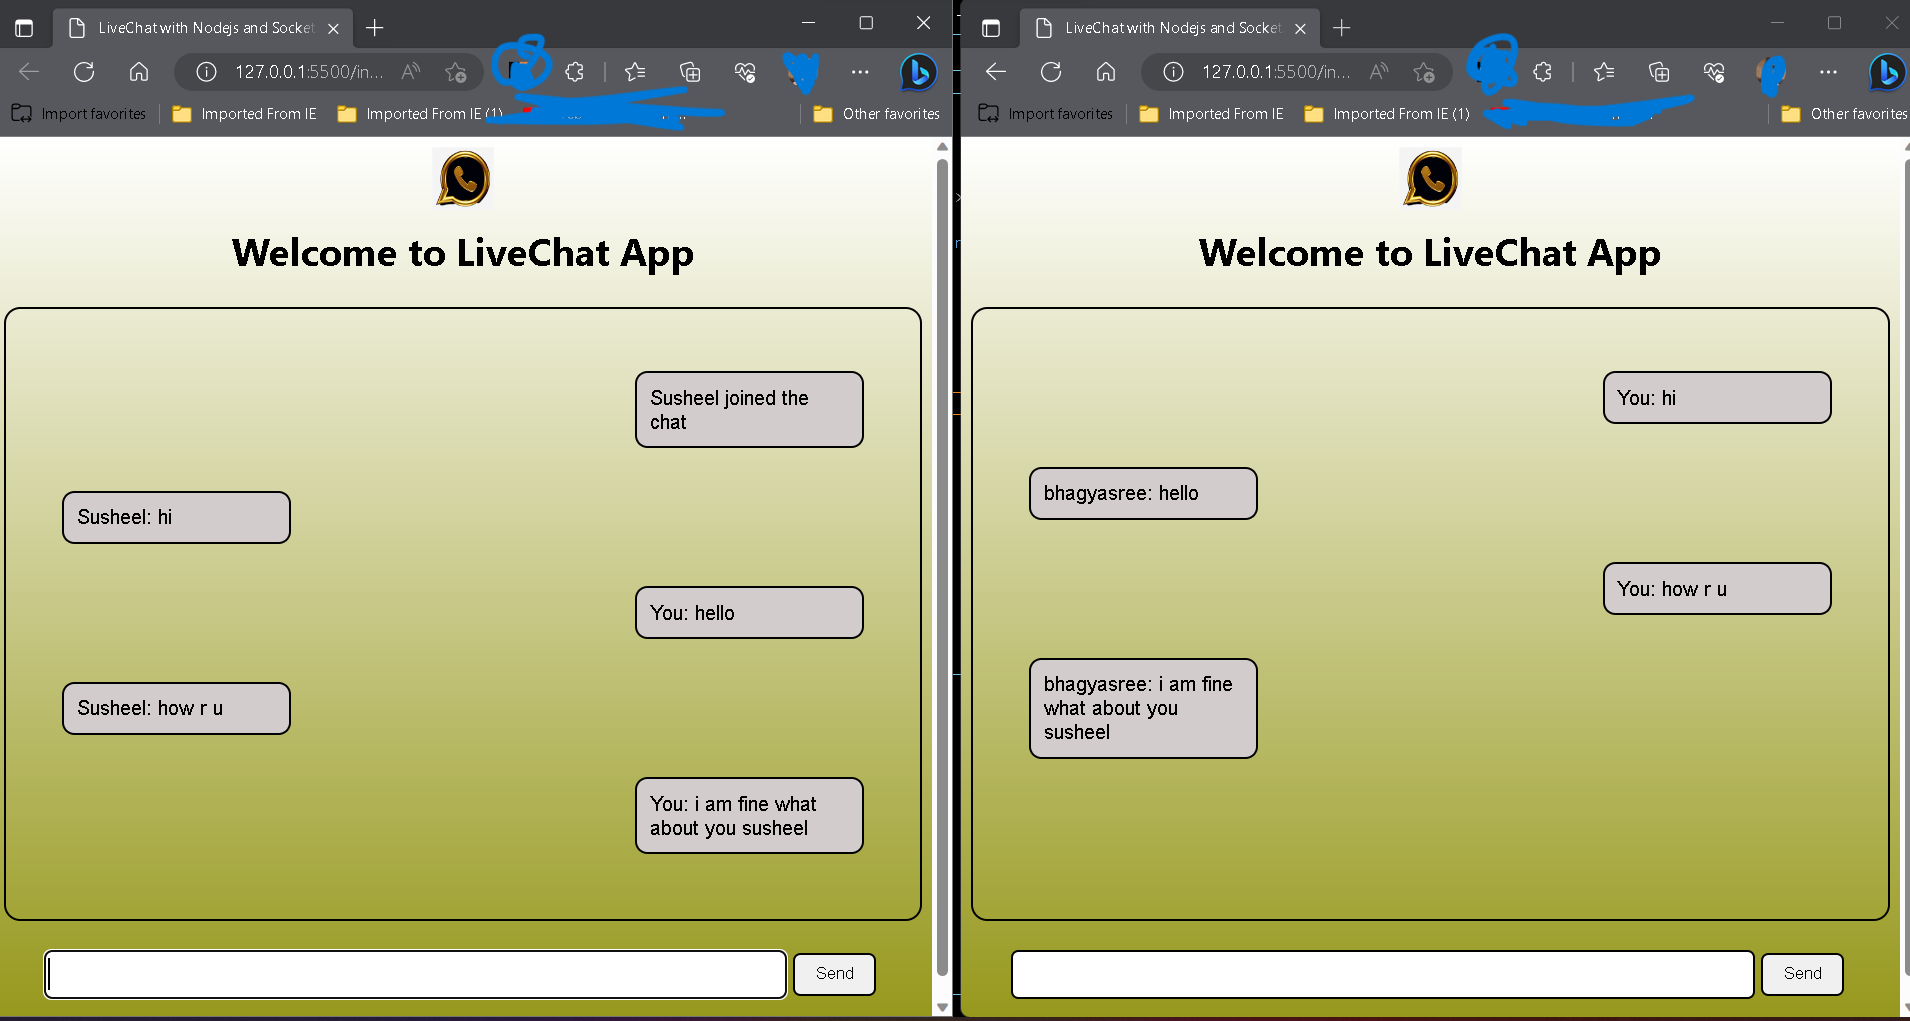 LiveChat with Nodejs and Socket
127.0.0.1:5500/in...
Import favorites
Imported From IE
Imported From IE (1)
Other favorites
Welcome to LiveChat App
Susheel joined the
chat
Susheel: hi
You: hello
Susheel: how r u
You: i am fine what
about you susheel
Send
LiveChat with Nodejs and Socket
127.0.0.1:5500/in...
Import favorites
Imported From IE
Imported From IE (1)
Other favorites
Welcome to LiveChat App
You: hi
bhagyasree: hello
You: how r u
bhagyasree: i am fine
what about you
susheel
Send